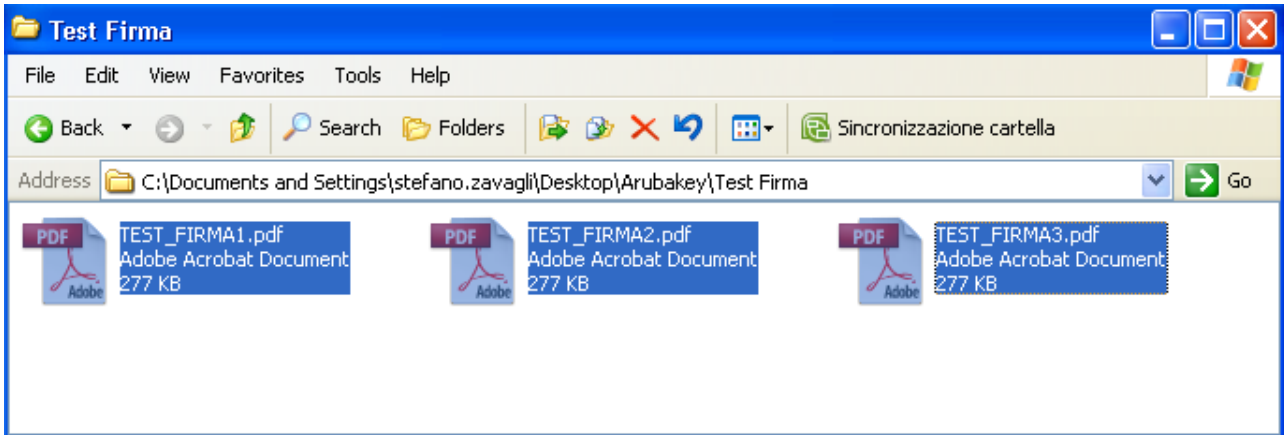 Test Firma
File Edit View Favorites Tools Help
Back Search Folders Sincronizzazione cartella
Address C:\Documents and Settings\stefano.zavagli\Desktop\Arubakey\Test Firma Go
PDF TEST_FIRMA1.pdf
Adobe Acrobat Document
Adobe 277 KB
PDF TEST_FIRMA2.pdf
Adobe Acrobat Document
Adobe 277 KB
PDF TEST_FIRMA3.pdf
Adobe Acrobat Document
Adobe 277 KB